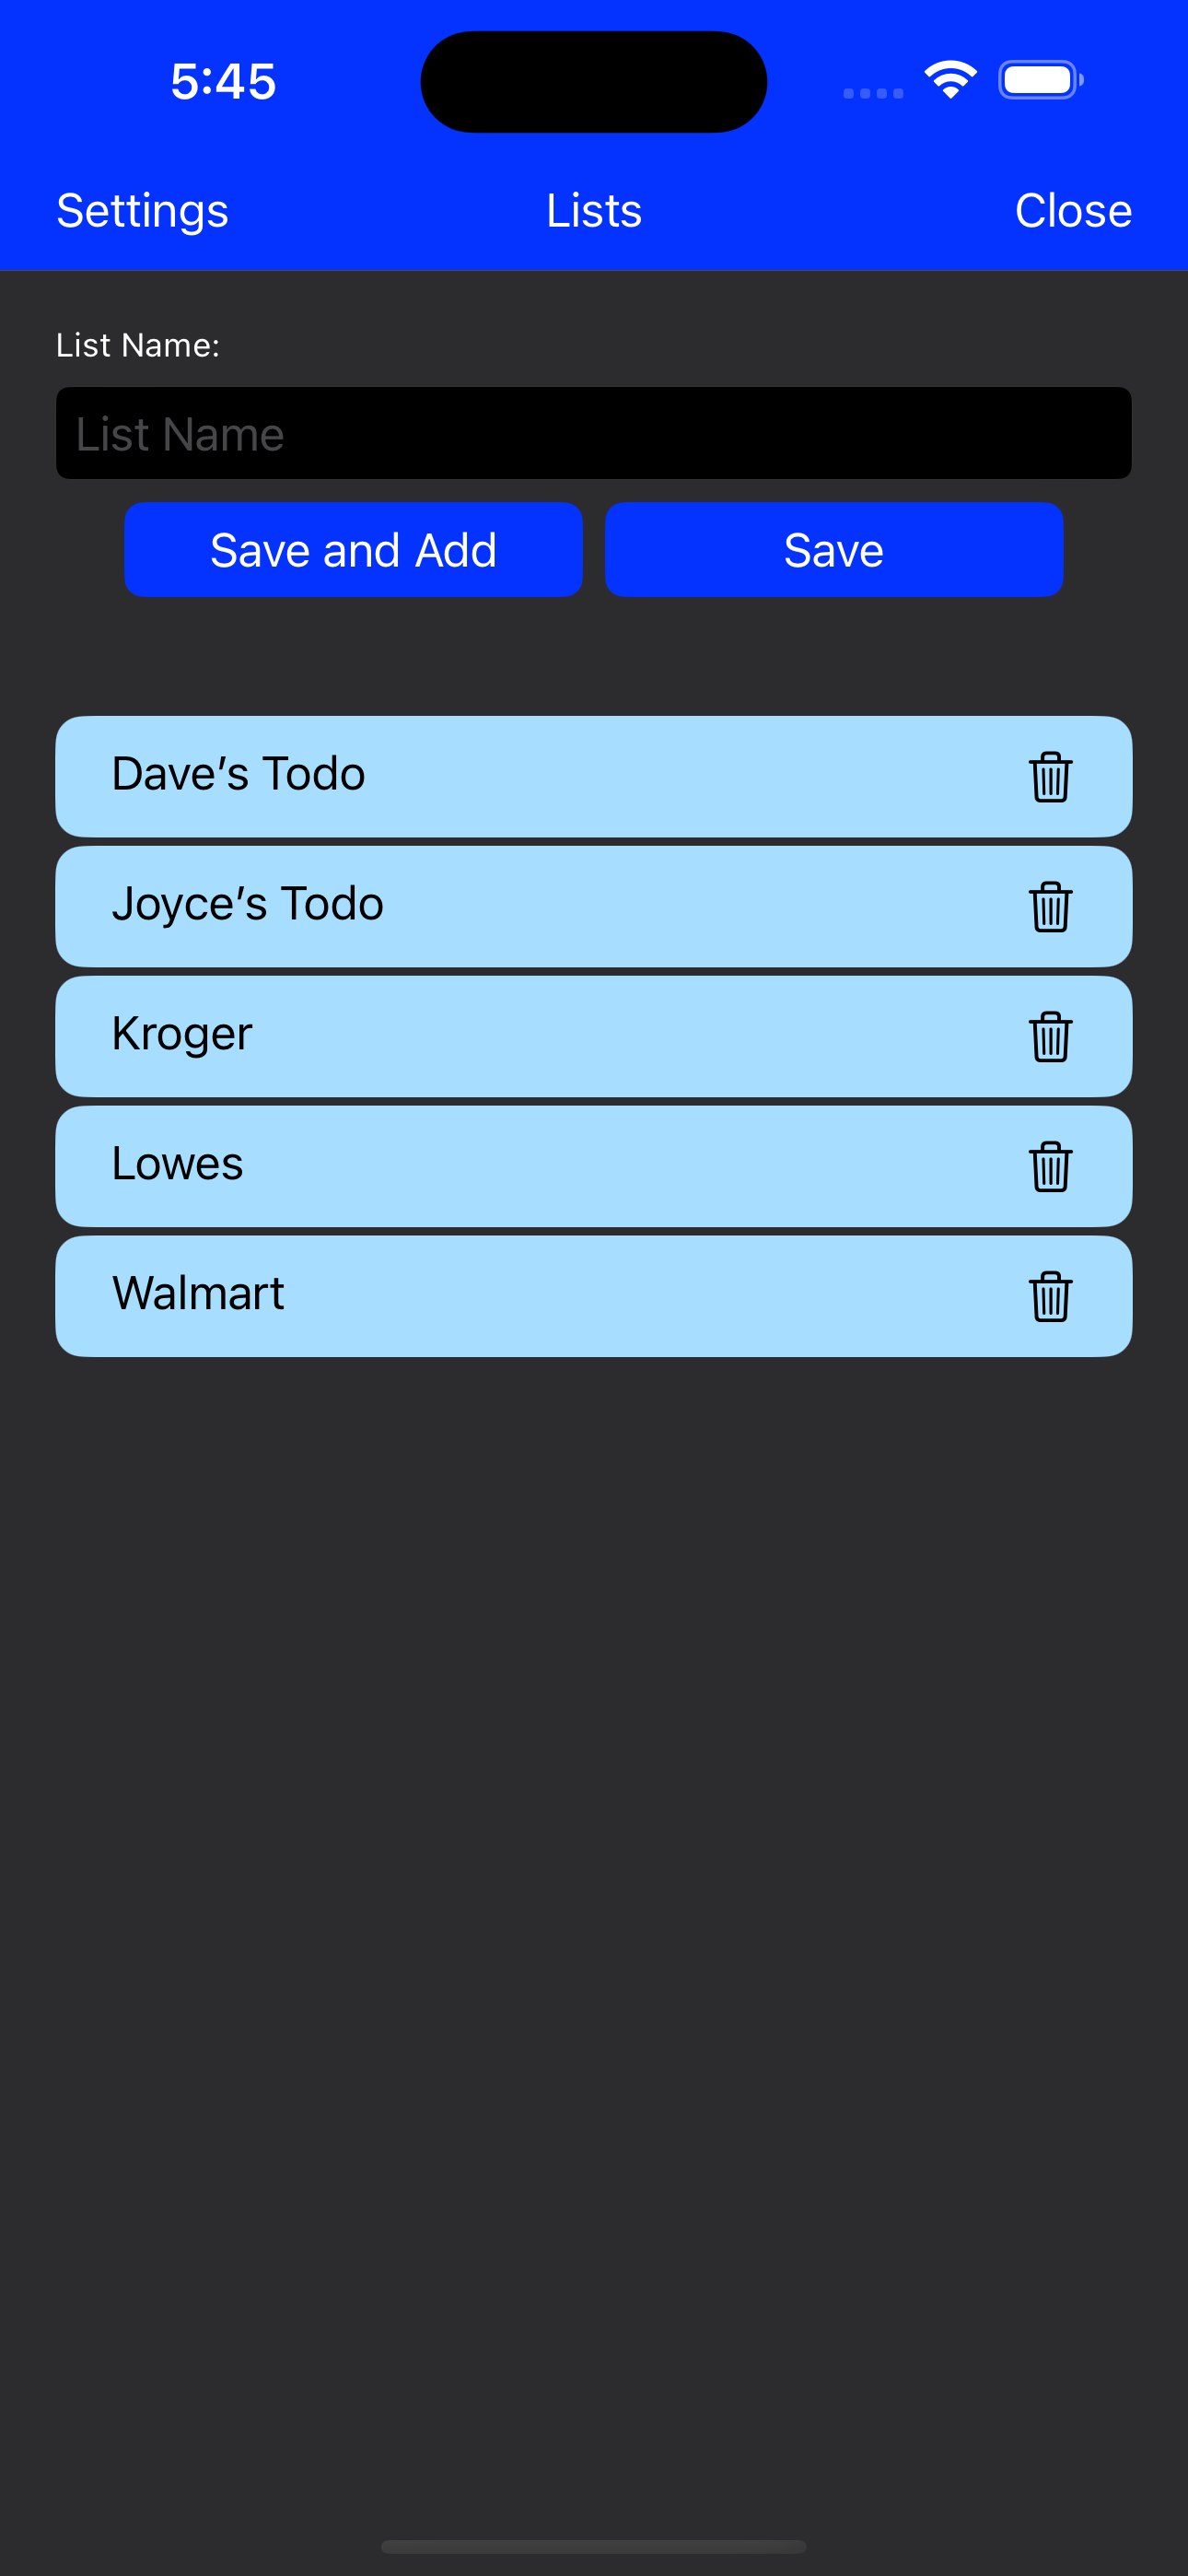 5:45
Settings Lists Close
List Name:
List Name
Save and Add Save
Dave’s Todo
Joyce’s Todo
Kroger
Lowes
Walmart